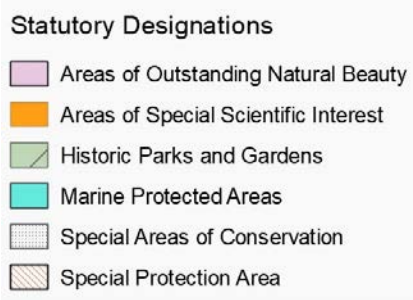 Statutory Designations
Areas of Outstanding Natural Beauty
Areas of Special Scientific Interest
Historic Parks and Gardens
Marine Protected Areas
Special Areas of Conservation
Special Protection Area